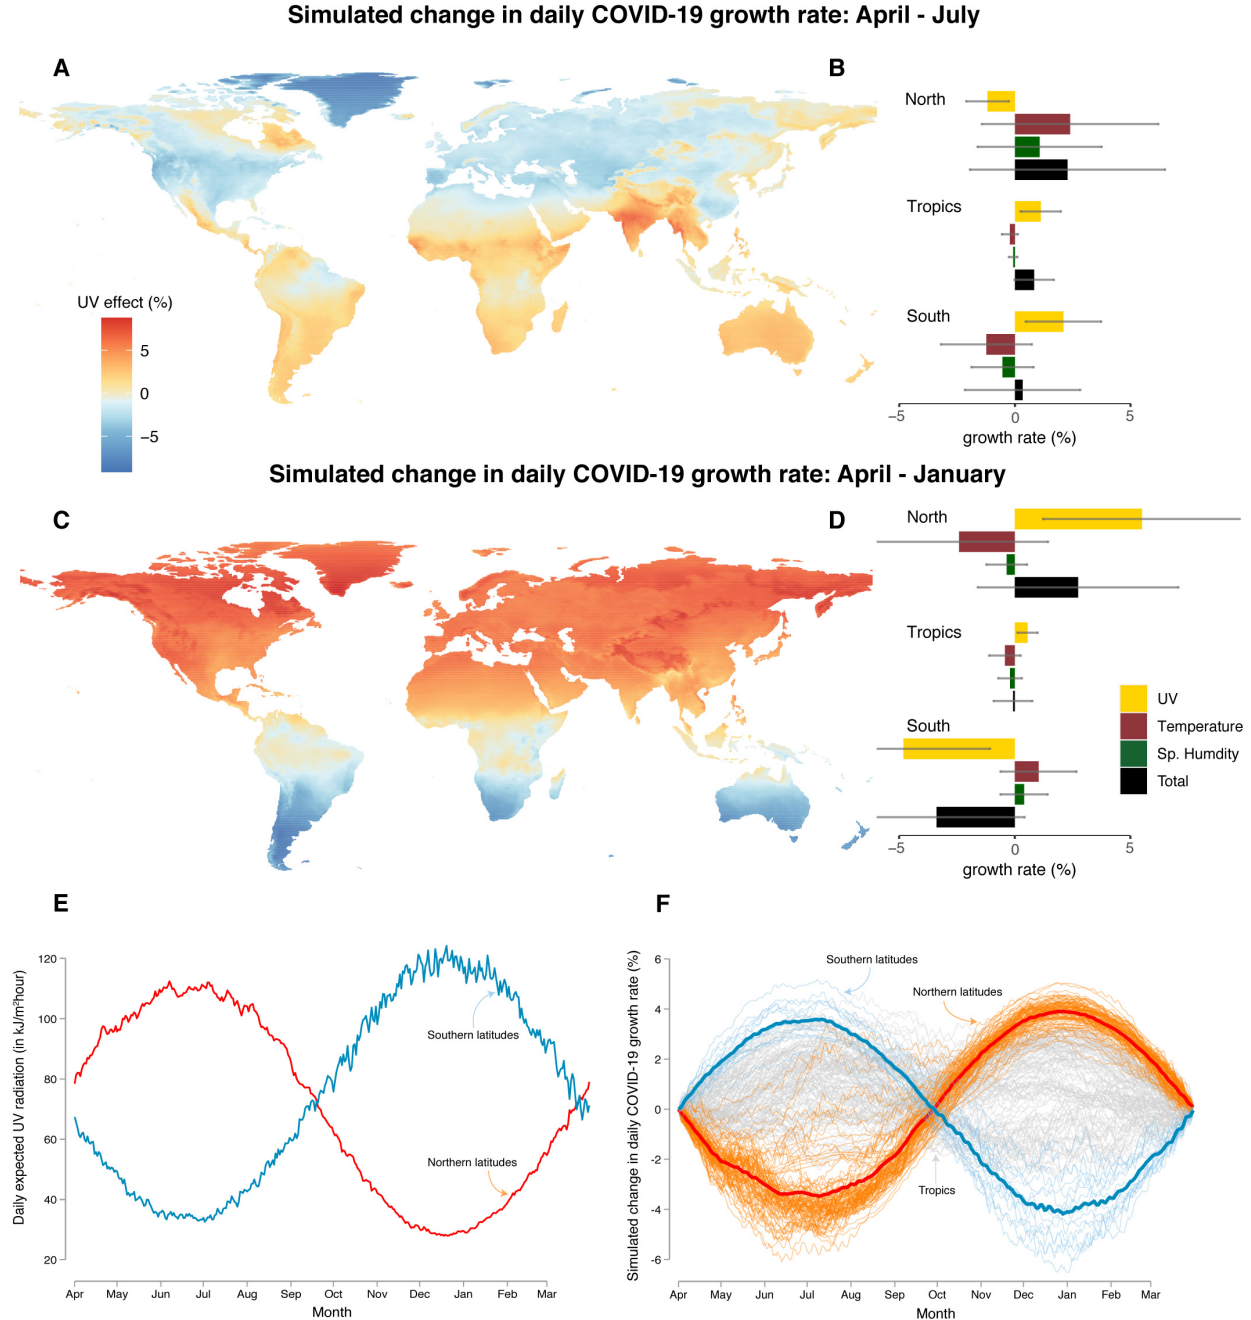 Simulated change in daily COVID-19 growth rate: April - July
A
B
North
Tropics
South
UV effect (%)
5
0
−5
−5
0
5
growth rate (%)
Simulated change in daily COVID-19 growth rate: April - January
C
D
North
Tropics
South
UV
Temperature
Sp. Humdity
Total
−5
0
5
growth rate (%)
E
F
Daily expected UV radiation (in kJ/m²hour)
120
100
80
60
40
20
Southern latitudes
Northern latitudes
Apr May Jun Jul Aug Sep Oct Nov Dec Jan Feb Mar
Month
Simulated change in daily COVID-19 growth rate (%)
6
4
2
0
-2
-4
-6
Southern latitudes
Northern latitudes
Tropics
Apr May Jun Jul Aug Sep Oct Nov Dec Jan Feb Mar
Month